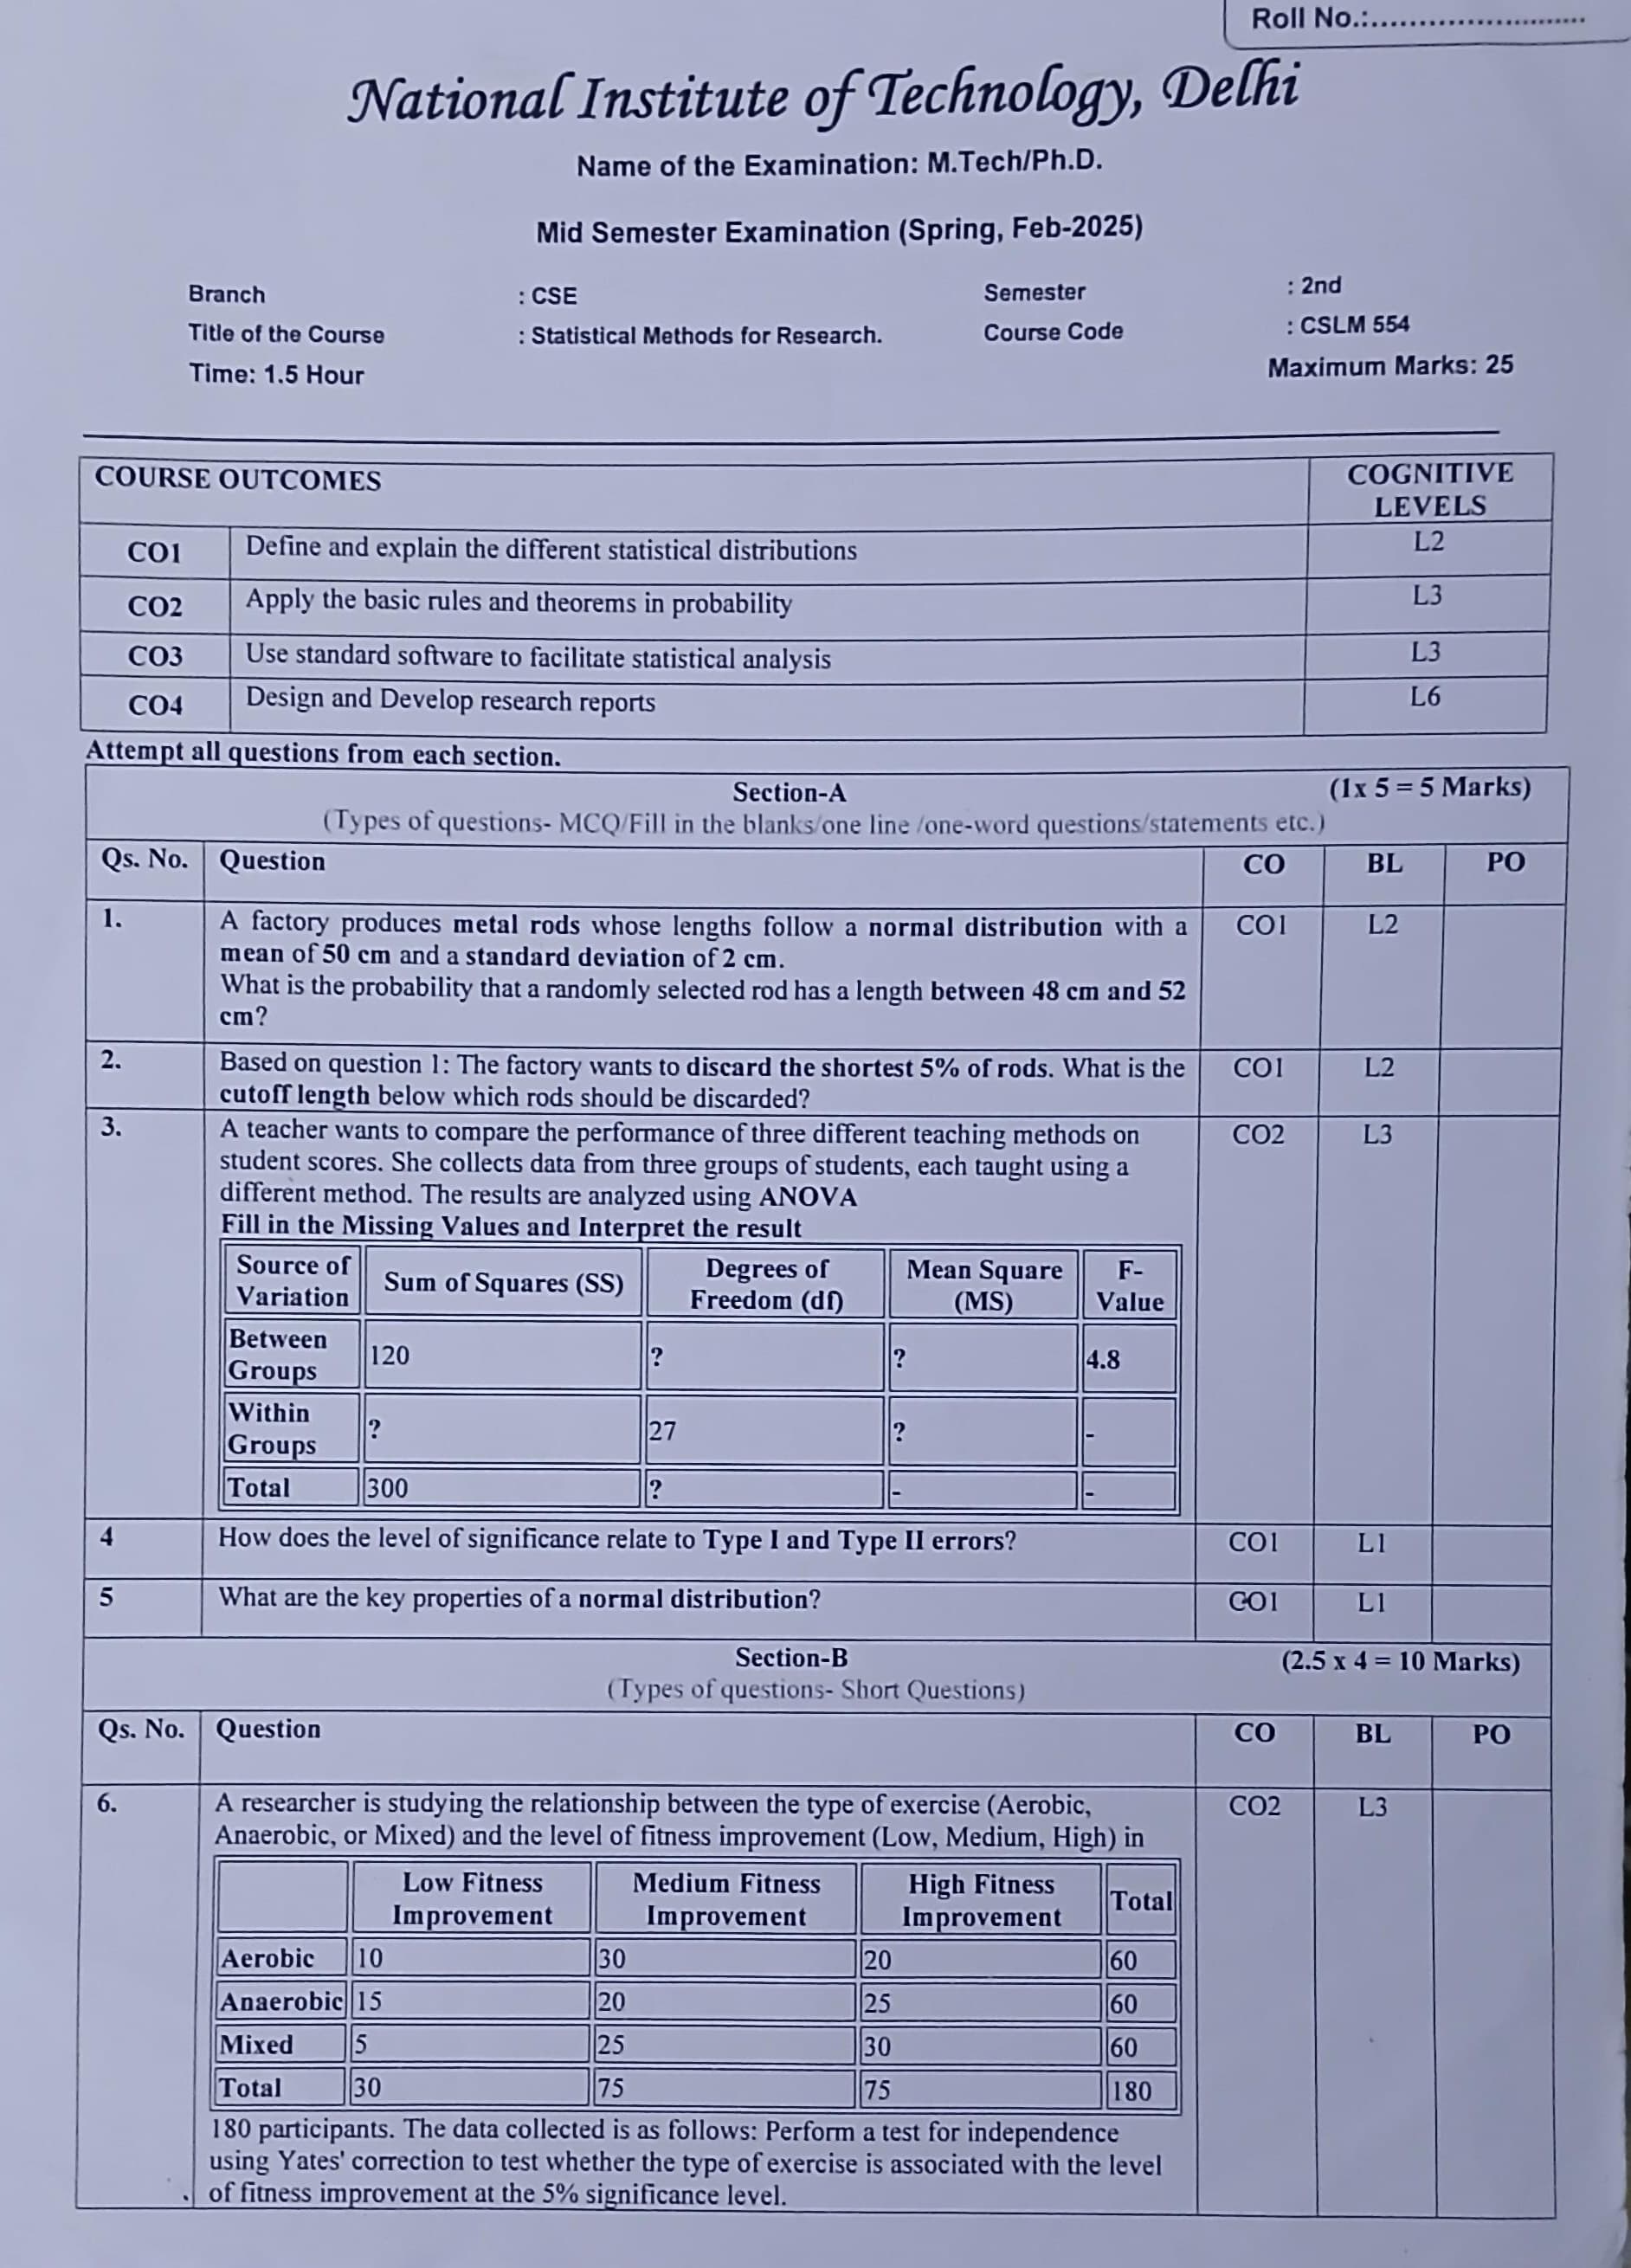 Roll No.:..........................
National Institute of Technology, Delhi
Name of the Examination: M.Tech/Ph.D.
Mid Semester Examination (Spring, Feb-2025)
Branch : CSE Semester : 2nd
Title of the Course : Statistical Methods for Research. Course Code : CSLM 554
Time: 1.5 Hour Maximum Marks: 25
COURSE OUTCOMES COGNITIVE
LEVELS
CO1 Define and explain the different statistical distributions L2
CO2 Apply the basic rules and theorems in probability L3
CO3 Use standard software to facilitate statistical analysis L3
CO4 Design and Develop research reports L6
Attempt all questions from each section.
Section-A (1x 5 = 5 Marks)
(Types of questions- MCQ/Fill in the blanks/one line /one-word questions/statements etc.)
Qs. No. Question CO BL PO
1. A factory produces metal rods whose lengths follow a normal distribution with a CO1 L2
mean of 50 cm and a standard deviation of 2 cm.
What is the probability that a randomly selected rod has a length between 48 cm and 52
cm?
2. Based on question 1: The factory wants to discard the shortest 5% of rods. What is the CO1 L2
cutoff length below which rods should be discarded?
3. A teacher wants to compare the performance of three different teaching methods on CO2 L3
student scores. She collects data from three groups of students, each taught using a
different method. The results are analyzed using ANOVA
Fill in the Missing Values and Interpret the result
Source of Variation Sum of Squares (SS) Degrees of Freedom (df) Mean Square (MS) F-Value
Between Groups 120 ? ? 4.8
Within Groups ? 27 ? -
Total 300 ? - -
4 How does the level of significance relate to Type I and Type II errors? CO1 L1
5 What are the key properties of a normal distribution? CO1 L1
Section-B (2.5 x 4 = 10 Marks)
(Types of questions- Short Questions)
Qs. No. Question CO BL PO
6. A researcher is studying the relationship between the type of exercise (Aerobic, CO2 L3
Anaerobic, or Mixed) and the level of fitness improvement (Low, Medium, High) in
Low Fitness Improvement Medium Fitness Improvement High Fitness Improvement Total
Aerobic 10 30 20 60
Anaerobic 15 20 25 60
Mixed 5 25 30 60
Total 30 75 75 180
180 participants. The data collected is as follows: Perform a test for independence
using Yates' correction to test whether the type of exercise is associated with the level
of fitness improvement at the 5% significance level.